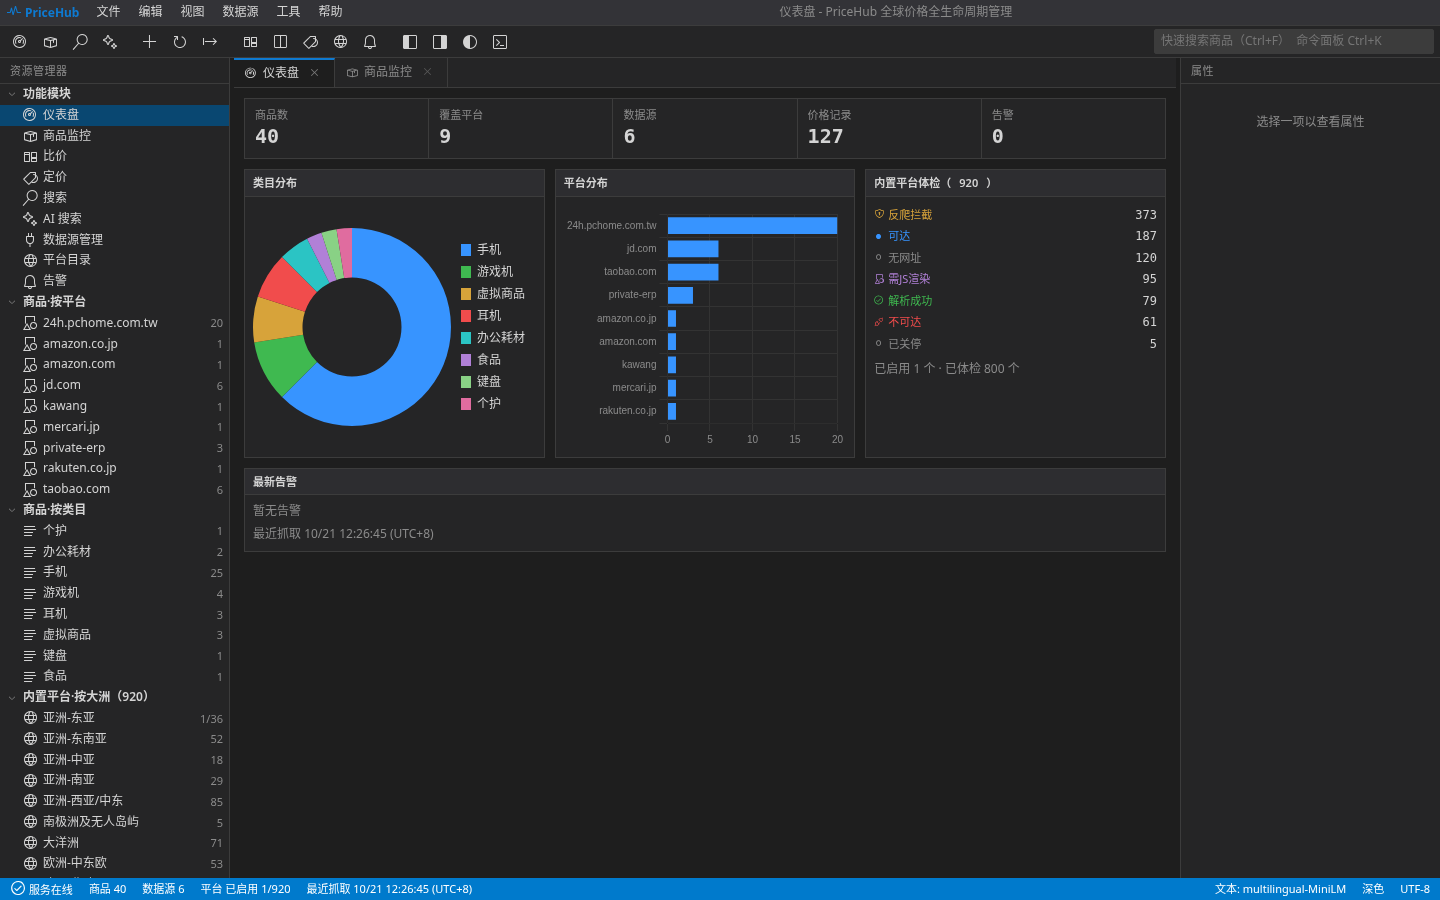 PriceHub 文件 编辑 视图 数据源 工具 帮助 仪表盘 - PriceHub 全球价格全生命周期管理
快速搜索商品（Ctrl+F） 命令面板 Ctrl+K
资源管理器
功能模块
仪表盘
商品监控
比价
定价
搜索
AI 搜索
数据源管理
平台目录
告警
商品·按平台
24h.pchome.com.tw 20
amazon.co.jp 1
amazon.com 1
jd.com 6
kawang 1
mercari.jp 1
private-erp 3
rakuten.co.jp 1
taobao.com 6
商品·按类目
个护 1
办公耗材 2
手机 25
游戏机 4
耳机 3
虚拟商品 3
键盘 1
食品 1
内置平台·按大洲（920）
亚洲-东亚 1/36
亚洲-东南亚 52
亚洲-中亚 18
亚洲-南亚 29
亚洲-西亚/中东 85
南极洲及无人岛屿 5
大洋洲 71
欧洲-中东欧 53
仪表盘 商品监控
商品数 覆盖平台 数据源 价格记录 告警
40 9 6 127 0
类目分布
手机
游戏机
虚拟商品
耳机
办公耗材
食品
键盘
个护
平台分布
24h.pchome.com.tw
jd.com
taobao.com
private-erp
amazon.co.jp
amazon.com
kawang
mercari.jp
rakuten.co.jp
0 5 10 15 20
内置平台体检（ 920 ）
反爬拦截 373
可达 187
无网址 120
需JS渲染 95
解析成功 79
不可达 61
已关停 5
已启用 1 个 · 已体检 800 个
最新告警
暂无告警
最近抓取 10/21 12:26:45 (UTC+8)
属性
选择一项以查看属性
服务在线 商品 40 数据源 6 平台 已启用 1/920 最近抓取 10/21 12:26:45 (UTC+8) 文本: multilingual-MiniLM 深色 UTF-8